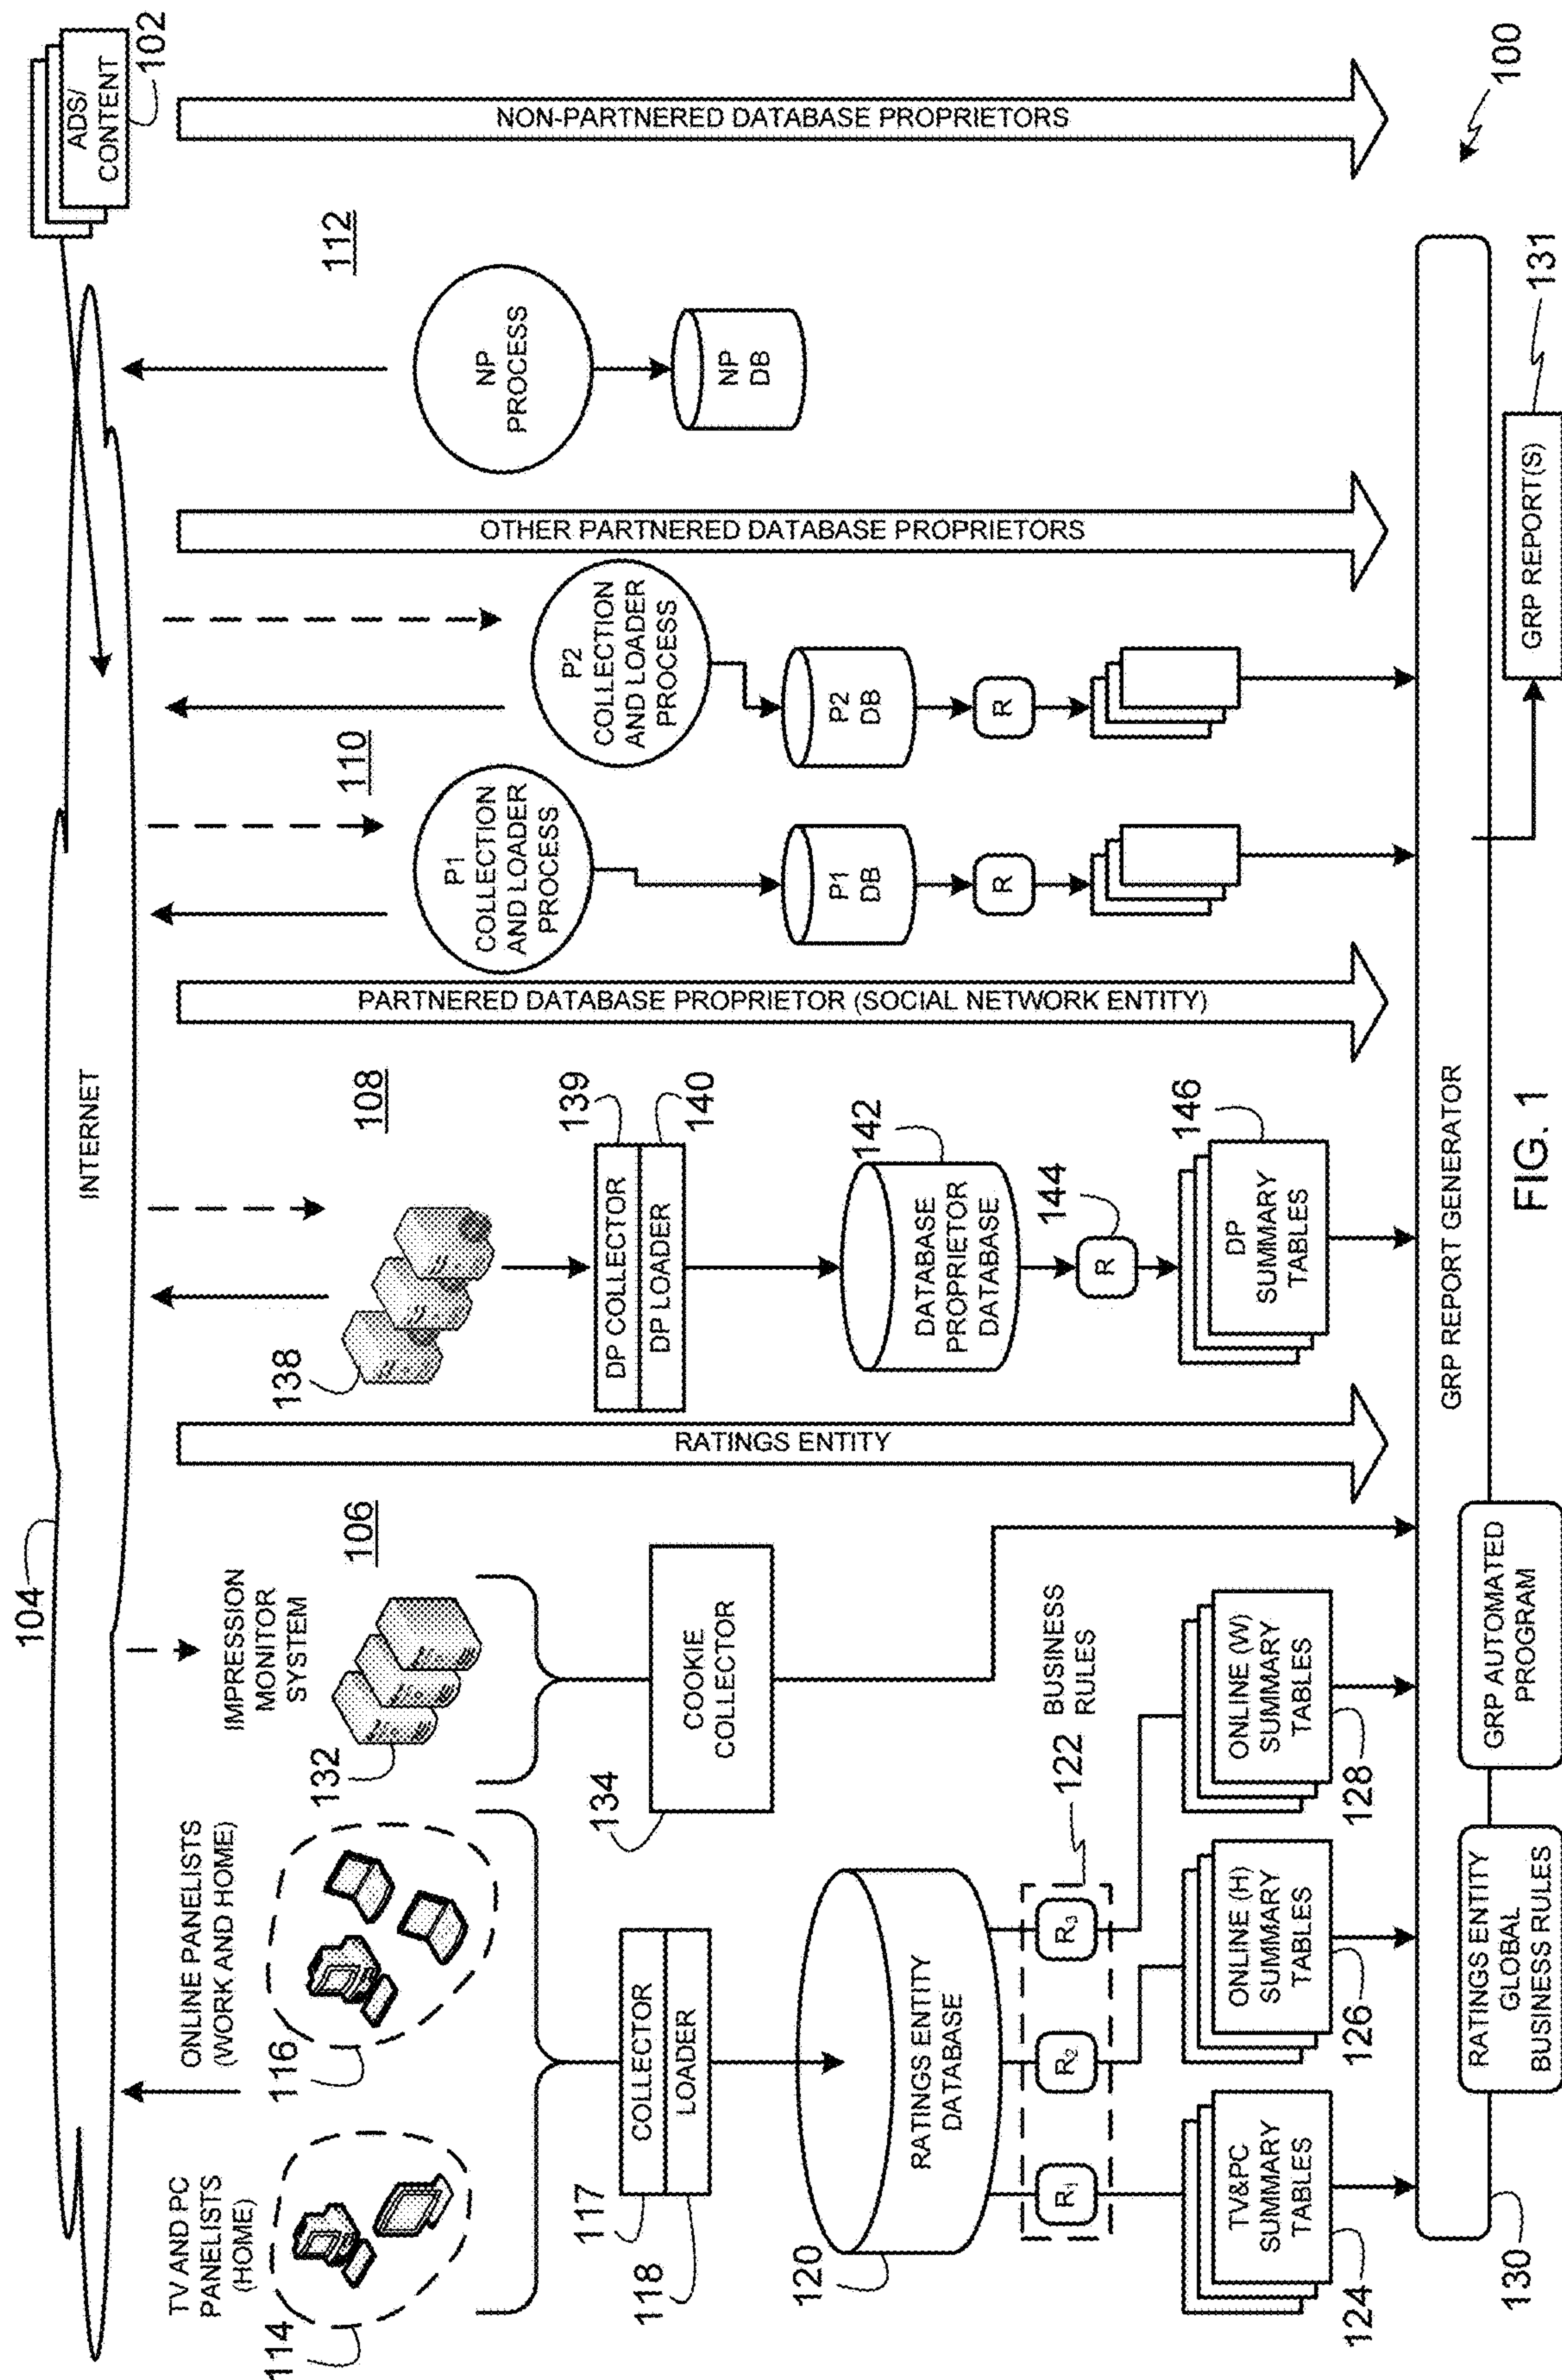 ADS/
CONTENT
102
104
INTERNET
TV AND PC
PANELISTS
(HOME)
114
ONLINE PANELISTS
(WORK AND HOME)
116
IMPRESSION
MONITOR
SYSTEM
132
106
RATINGS ENTITY
138
108
PARTNERED DATABASE PROPRIETOR (SOCIAL NETWORK ENTITY)
110
OTHER PARTNERED DATABASE PROPRIETORS
112
NON-PARTNERED DATABASE PROPRIETORS
117
COLLECTOR
118
LOADER
134
COOKIE
COLLECTOR
DP COLLECTOR
139
DP LOADER
140
P1
COLLECTION
AND LOADER
PROCESS
P2
COLLECTION
AND LOADER
PROCESS
NP
PROCESS
NP
DB
120
RATINGS ENTITY
DATABASE
DATABASE
PROPRIETOR
DATABASE
142
P1
DB
P2
DB
R1
R2
R3
122
BUSINESS
RULES
R
144
R
R
TV&PC
SUMMARY
TABLES
124
ONLINE (H)
SUMMARY
TABLES
126
ONLINE (W)
SUMMARY
TABLES
128
DP
SUMMARY
TABLES
146
GRP REPORT GENERATOR
130
RATINGS ENTITY
GLOBAL
BUSINESS RULES
GRP AUTOMATED
PROGRAM
GRP REPORT(S)
131
100
FIG. 1